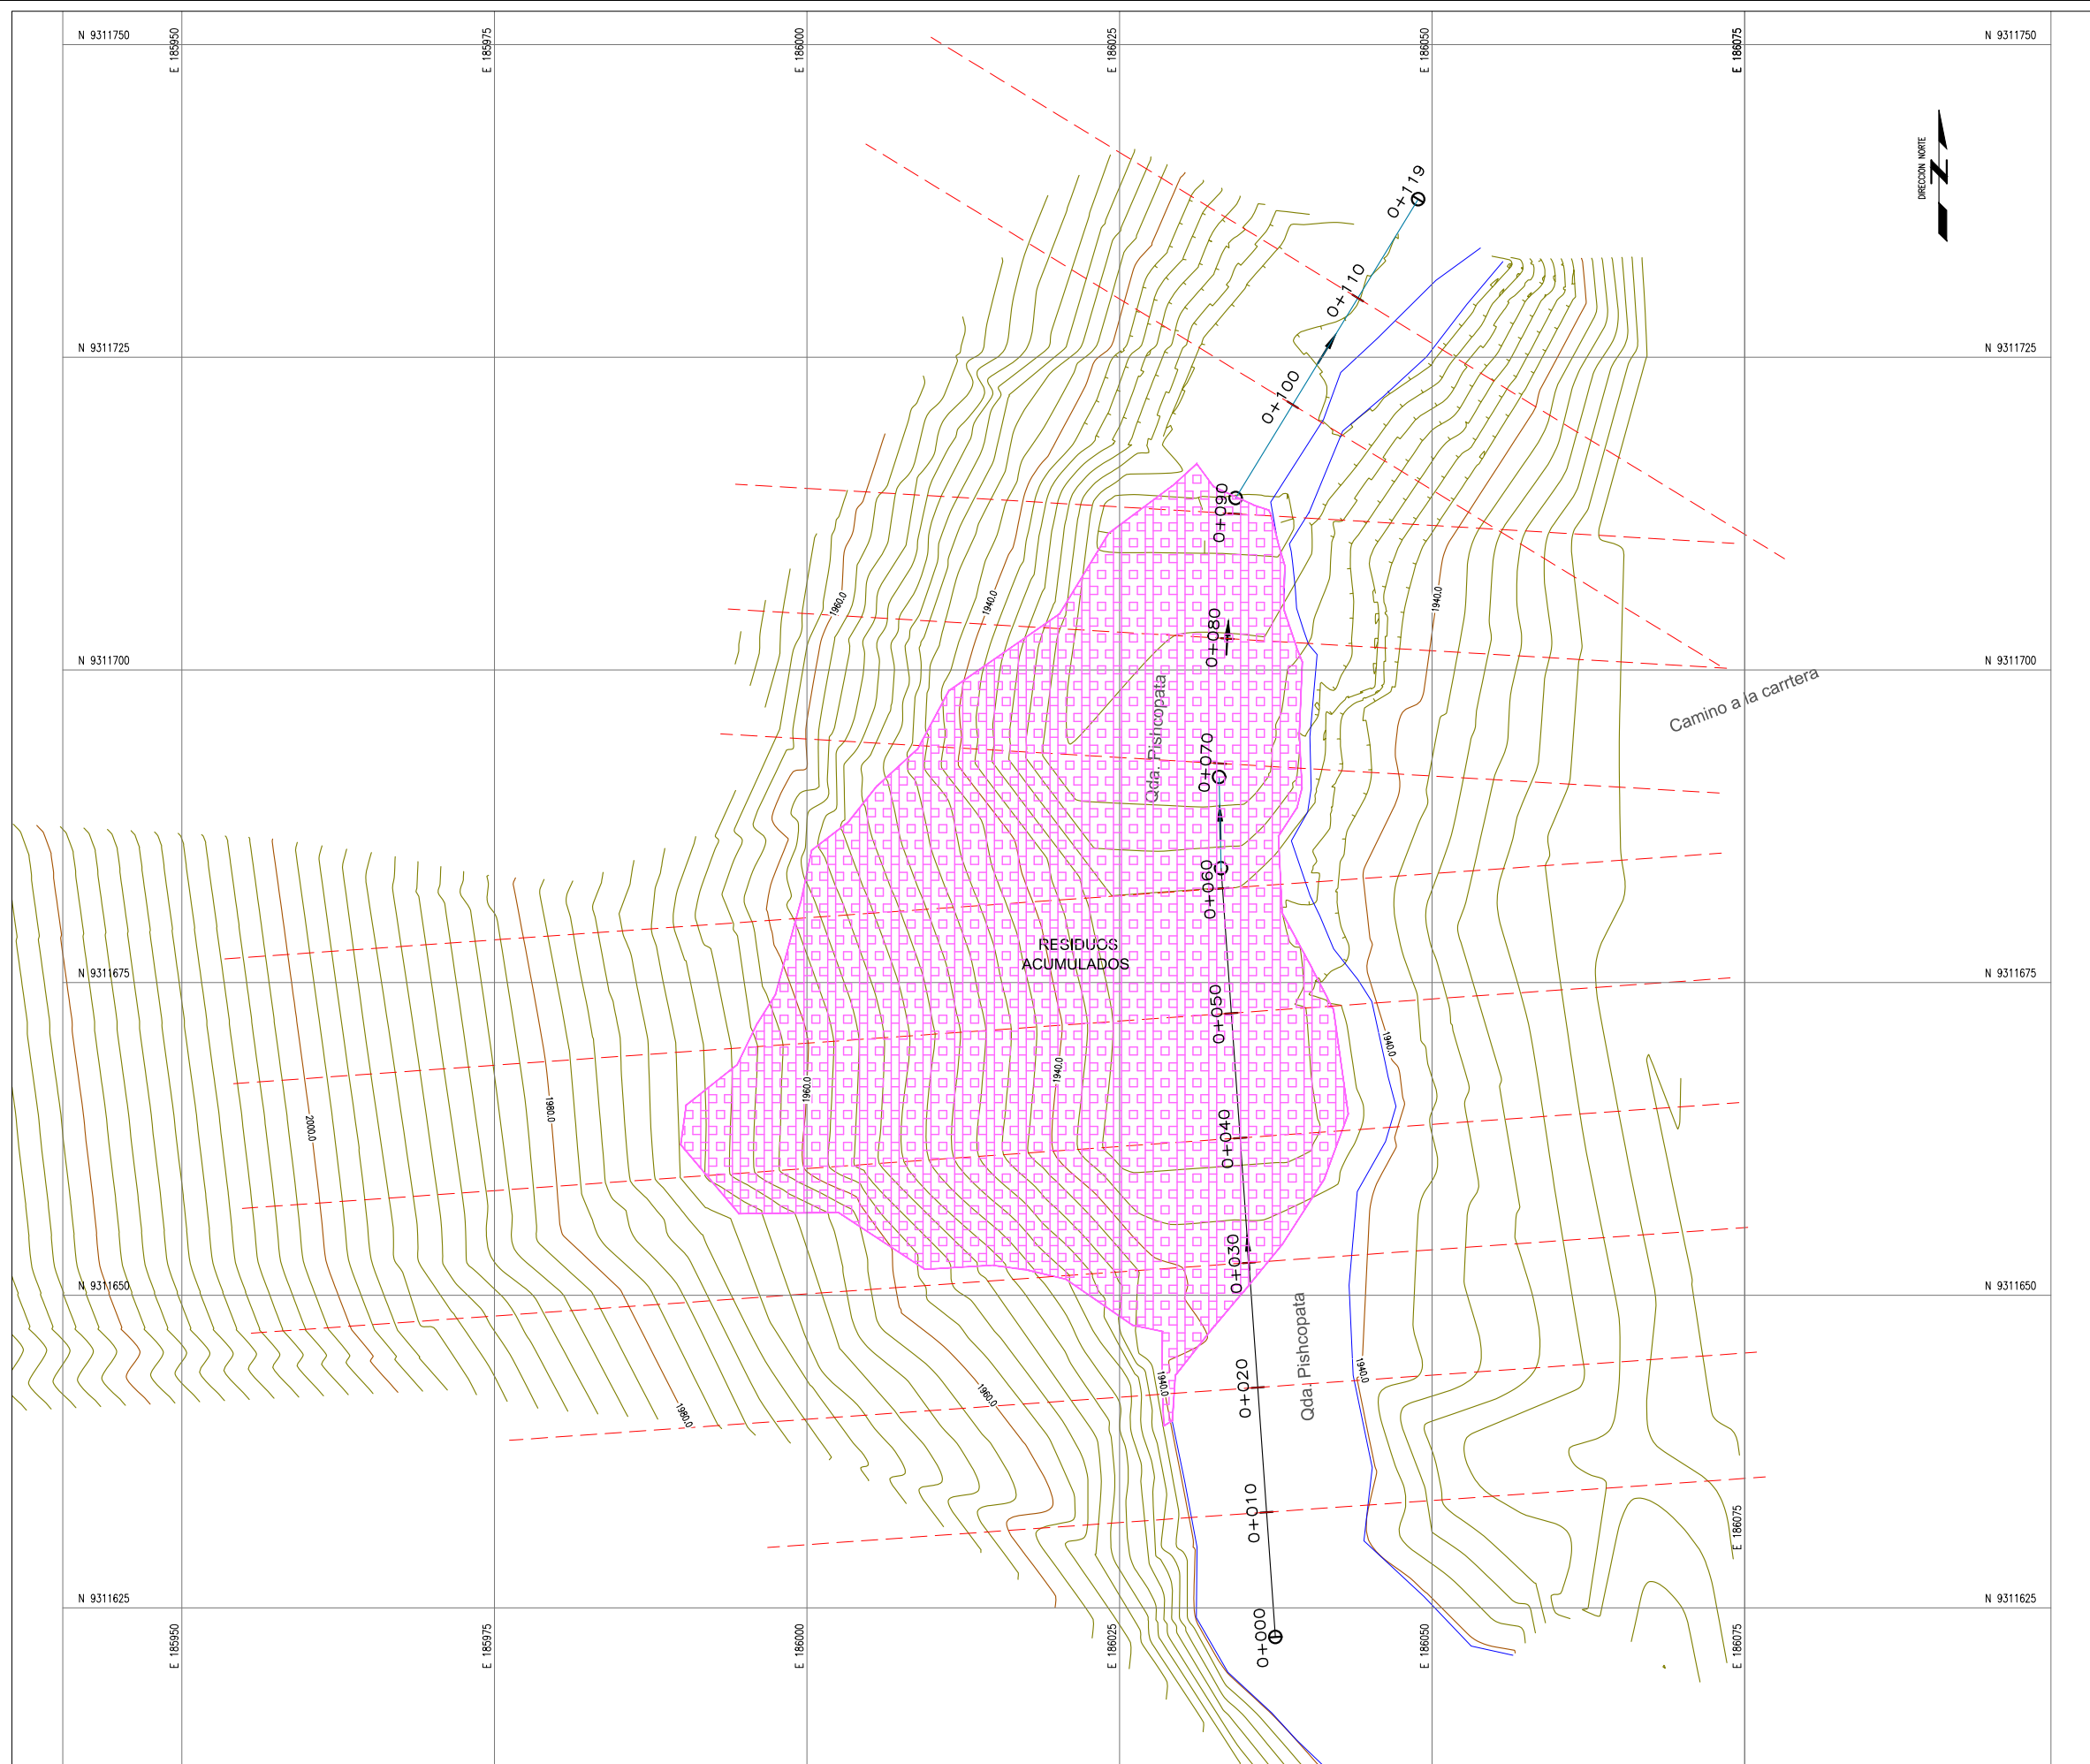 E 185950
E 185975
E 186000
E 186025
E 186050
E 186075
N 9311750
N 9311750
DIRECCION NORTE
N
0+119
0+110
N 9311725
N 9311725
0+100
0+090
1960.0
1940.0
1940.0
0+080
N 9311700
N 9311700
Camino a la carrtera
Qda. Pishcopata
0+070
0+060
RESIDUOS
ACUMULADOS
N 9311675
N 9311675
0+050
1940.0
1940.0
1960.0
1980.0
2000.0
0+040
0+030
N 9311650
N 9311650
Qda. Pishcopata
0+020
1940.0
1940.0
1960.0
1980.0
0+010
E 186075
N 9311625
N 9311625
0+000
E 185950
E 185975
E 186000
E 186025
E 186050
E 186075